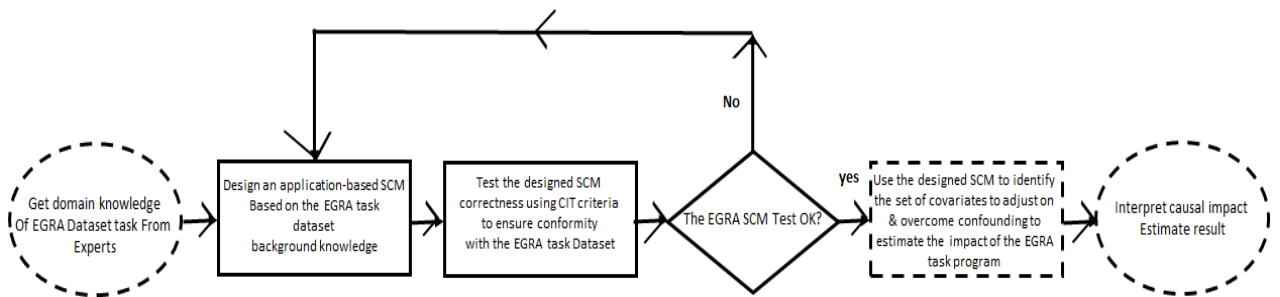 Get domain knowledge
Of EGRA Dataset task From
Experts
Design an application-based SCM
Based on the EGRA task
dataset
background knowledge
Test the designed SCM
correctness using CIT criteria
to ensure conformity
with the EGRA task Dataset
The EGRA SCM Test OK?
No
yes
Use the designed SCM to identify
the set of covariates to adjust on
& overcome confounding to
estimate the impact of the EGRA
task program
Interpret causal impact
Estimate result